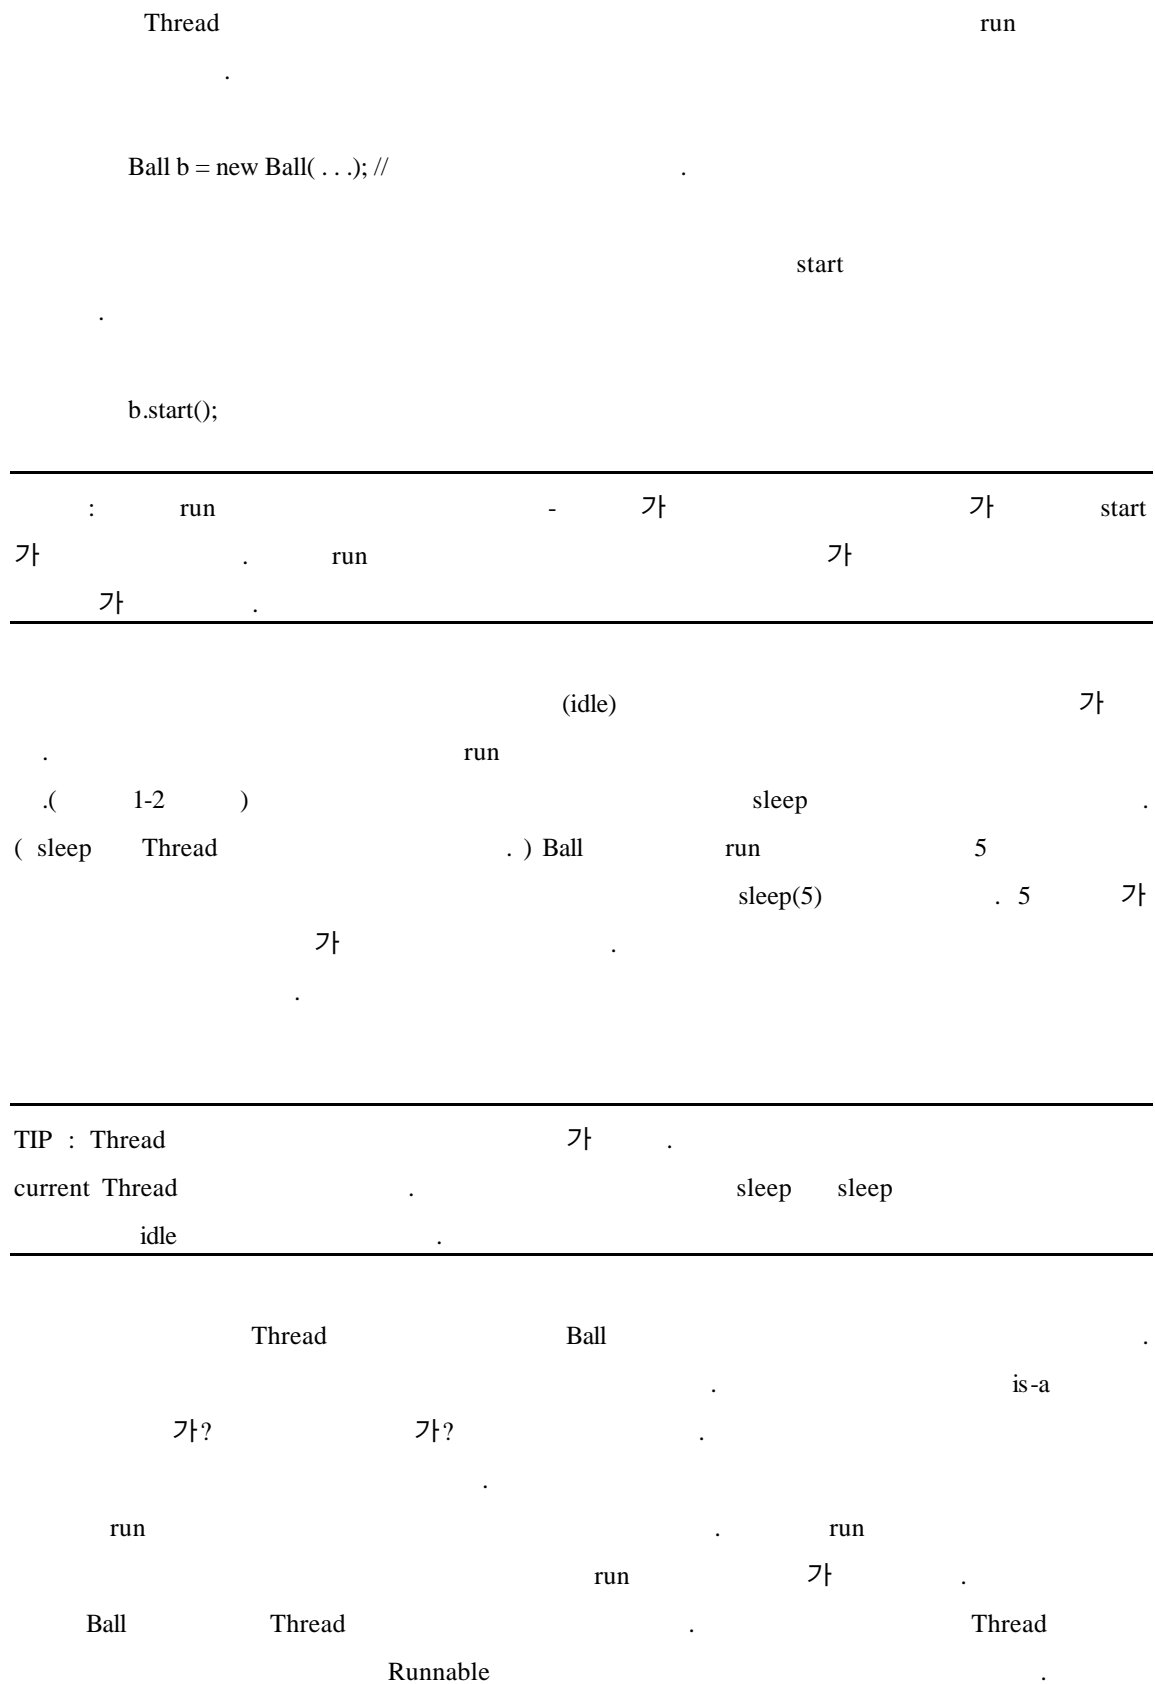 Thread run
.
Ball b = new Ball( . . .); // .
start
.
b.start();
: run - 가 가 start
가 . run 가
가 .
(idle) 가
. run
.( 1-2 ) sleep .
( sleep Thread . ) Ball run 5
sleep(5) . 5 가
가 .
.
TIP : Thread 가 .
current Thread . sleep sleep
idle .
Thread Ball .
. is-a
가? 가? .
.
run . run
run 가 .
Ball Thread . Thread
Runnable .